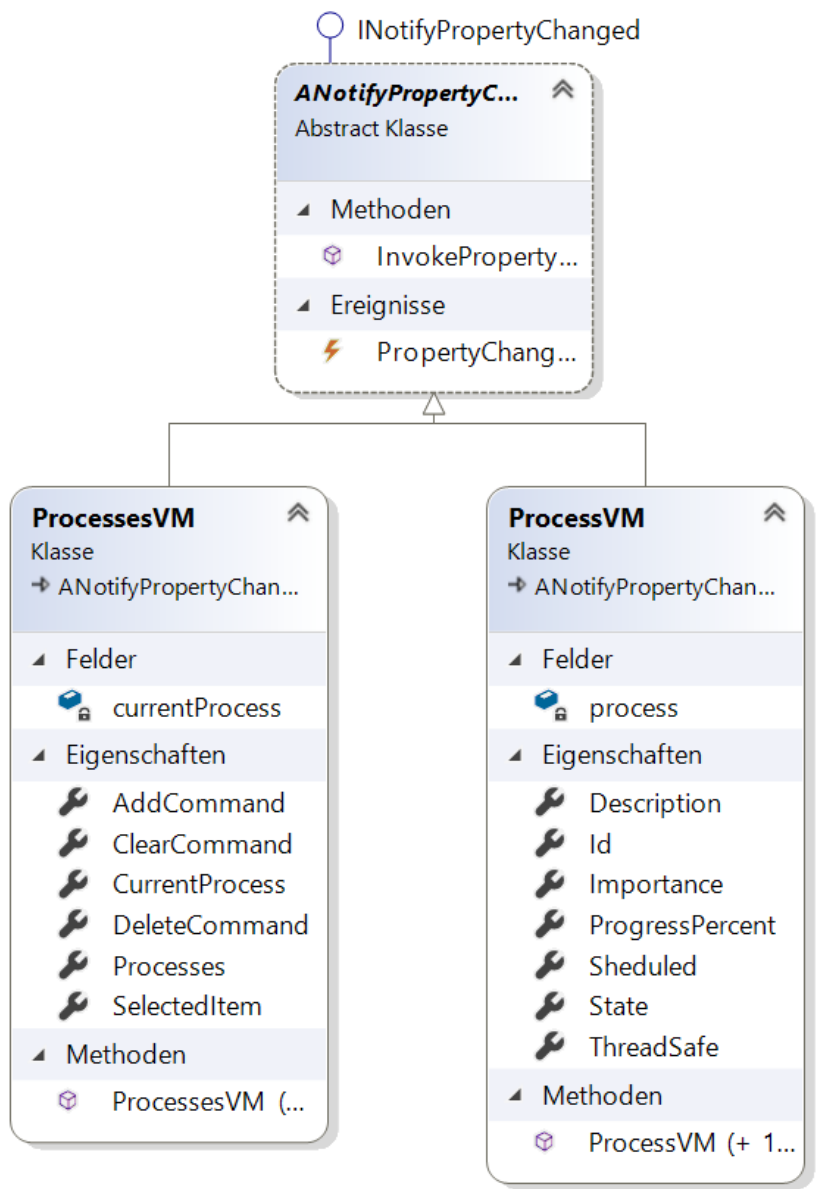 INotifyPropertyChanged
ANotifyPropertyC...
Abstract Klasse
Methoden
InvokeProperty...
Ereignisse
PropertyChang...
ProcessesVM
Klasse
ANotifyPropertyChan...
Felder
currentProcess
Eigenschaften
AddCommand
ClearCommand
CurrentProcess
DeleteCommand
Processes
SelectedItem
Methoden
ProcessesVM (...
ProcessVM
Klasse
ANotifyPropertyChan...
Felder
process
Eigenschaften
Description
Id
Importance
ProgressPercent
Sheduled
State
ThreadSafe
Methoden
ProcessVM (+ 1...